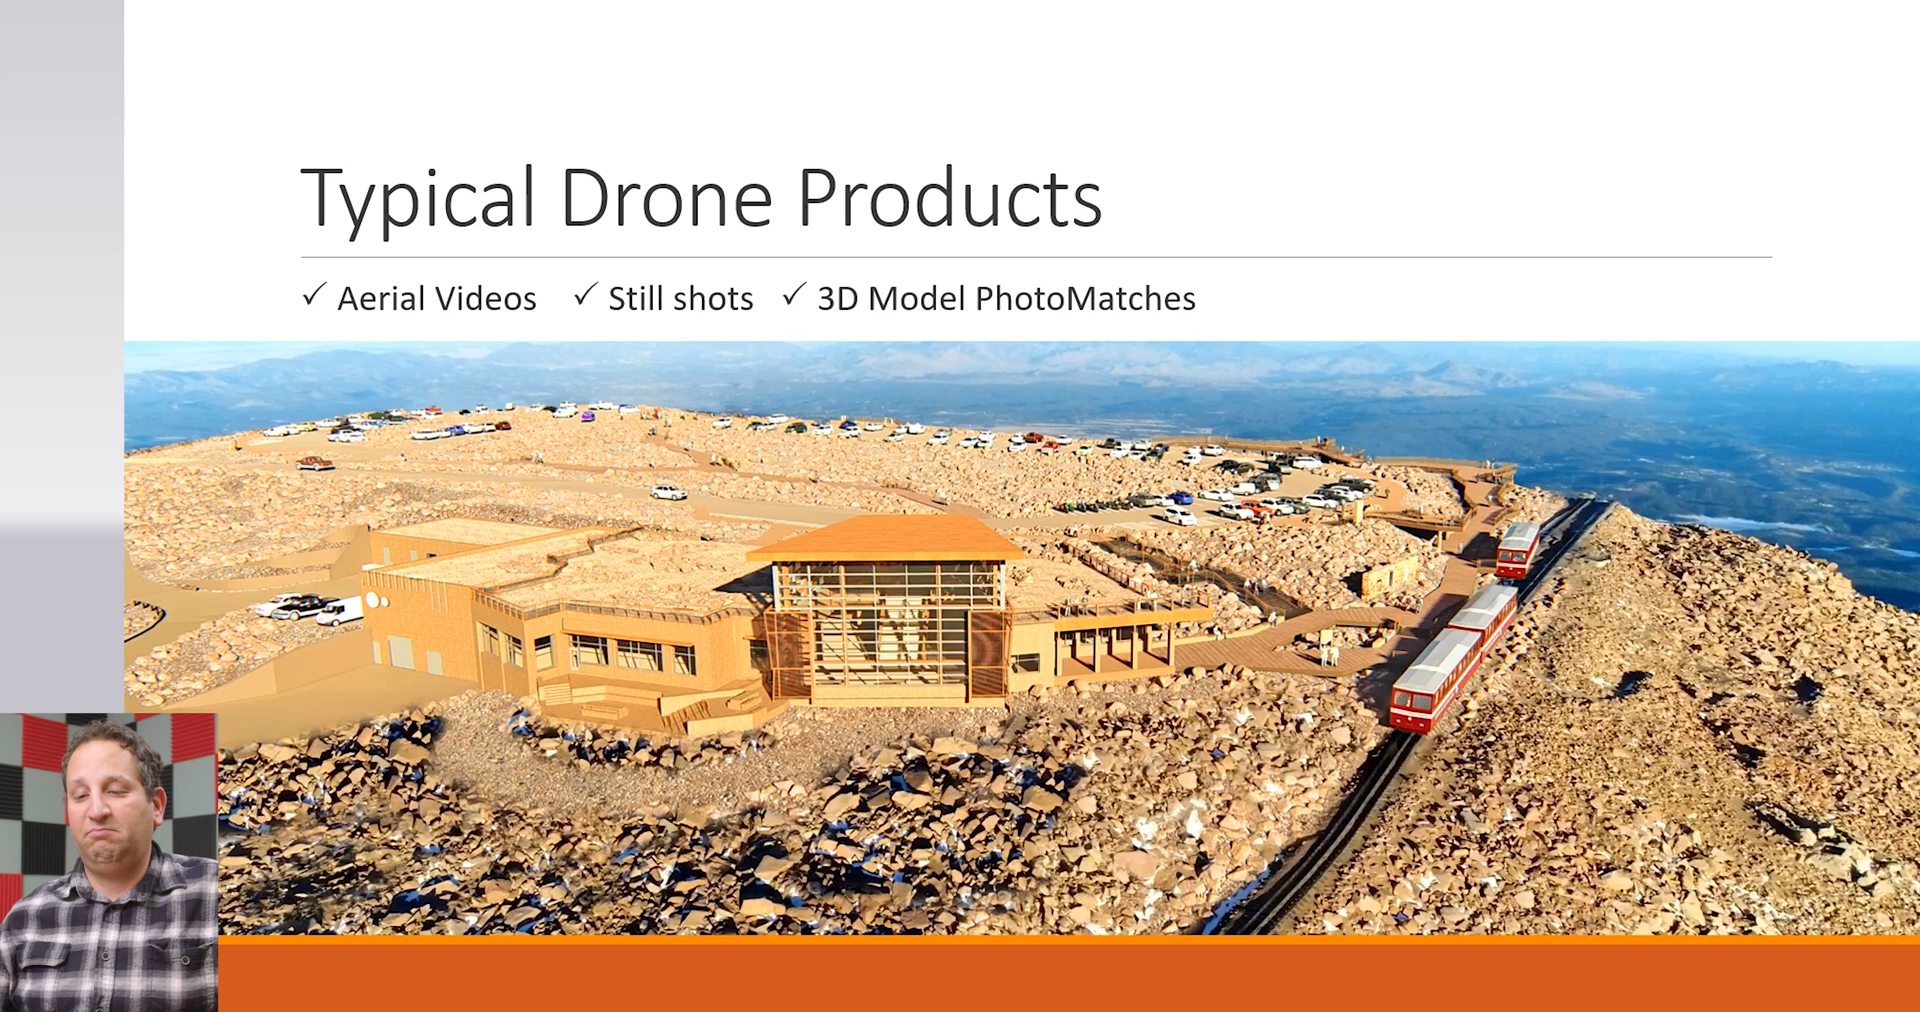 Typical Drone Products
✓ Aerial Videos ✓ Still shots ✓ 3D Model PhotoMatches